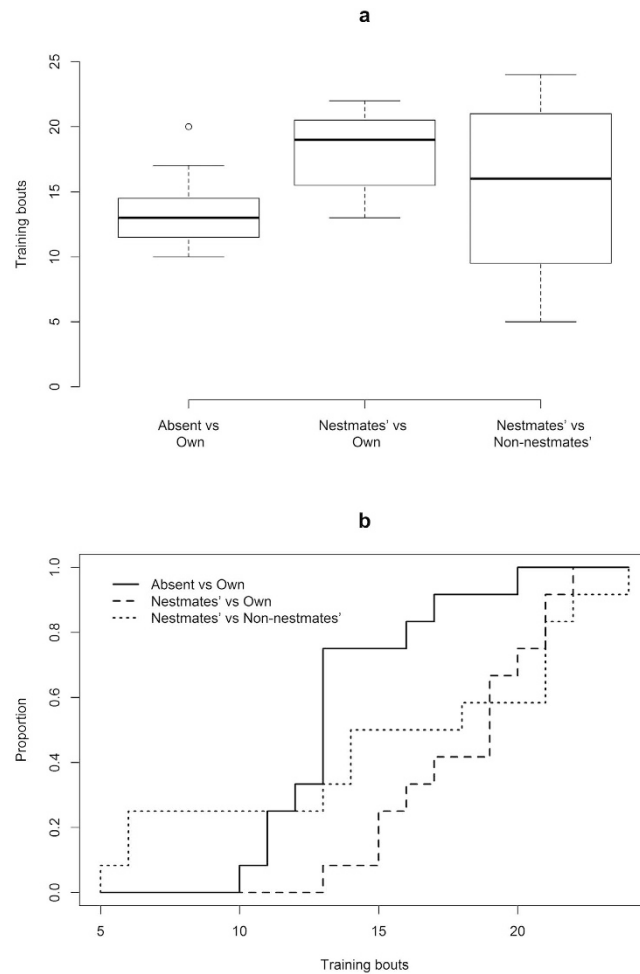 a
25
20
15
10
5
0
Training bouts
Absent vs
Own
Nestmates’ vs
Own
Nestmates’ vs
Non-nestmates’
b
Absent vs Own
Nestmates’ vs Own
Nestmates’ vs Non-nestmates’
1.0
0.8
0.6
0.4
0.2
0.0
Proportion
5 10 15 20
Training bouts